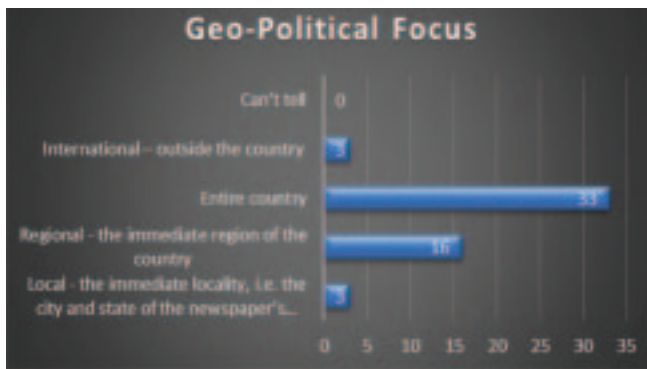 Geo-Political Focus
Can't tell
0
International – outside the country
3
Entire country
33
Regional - the immediate region of the
country
16
Local - the immediate locality, i.e. the
city and state of the newspaper's...
3
0 5 10 15 20 25 30 35